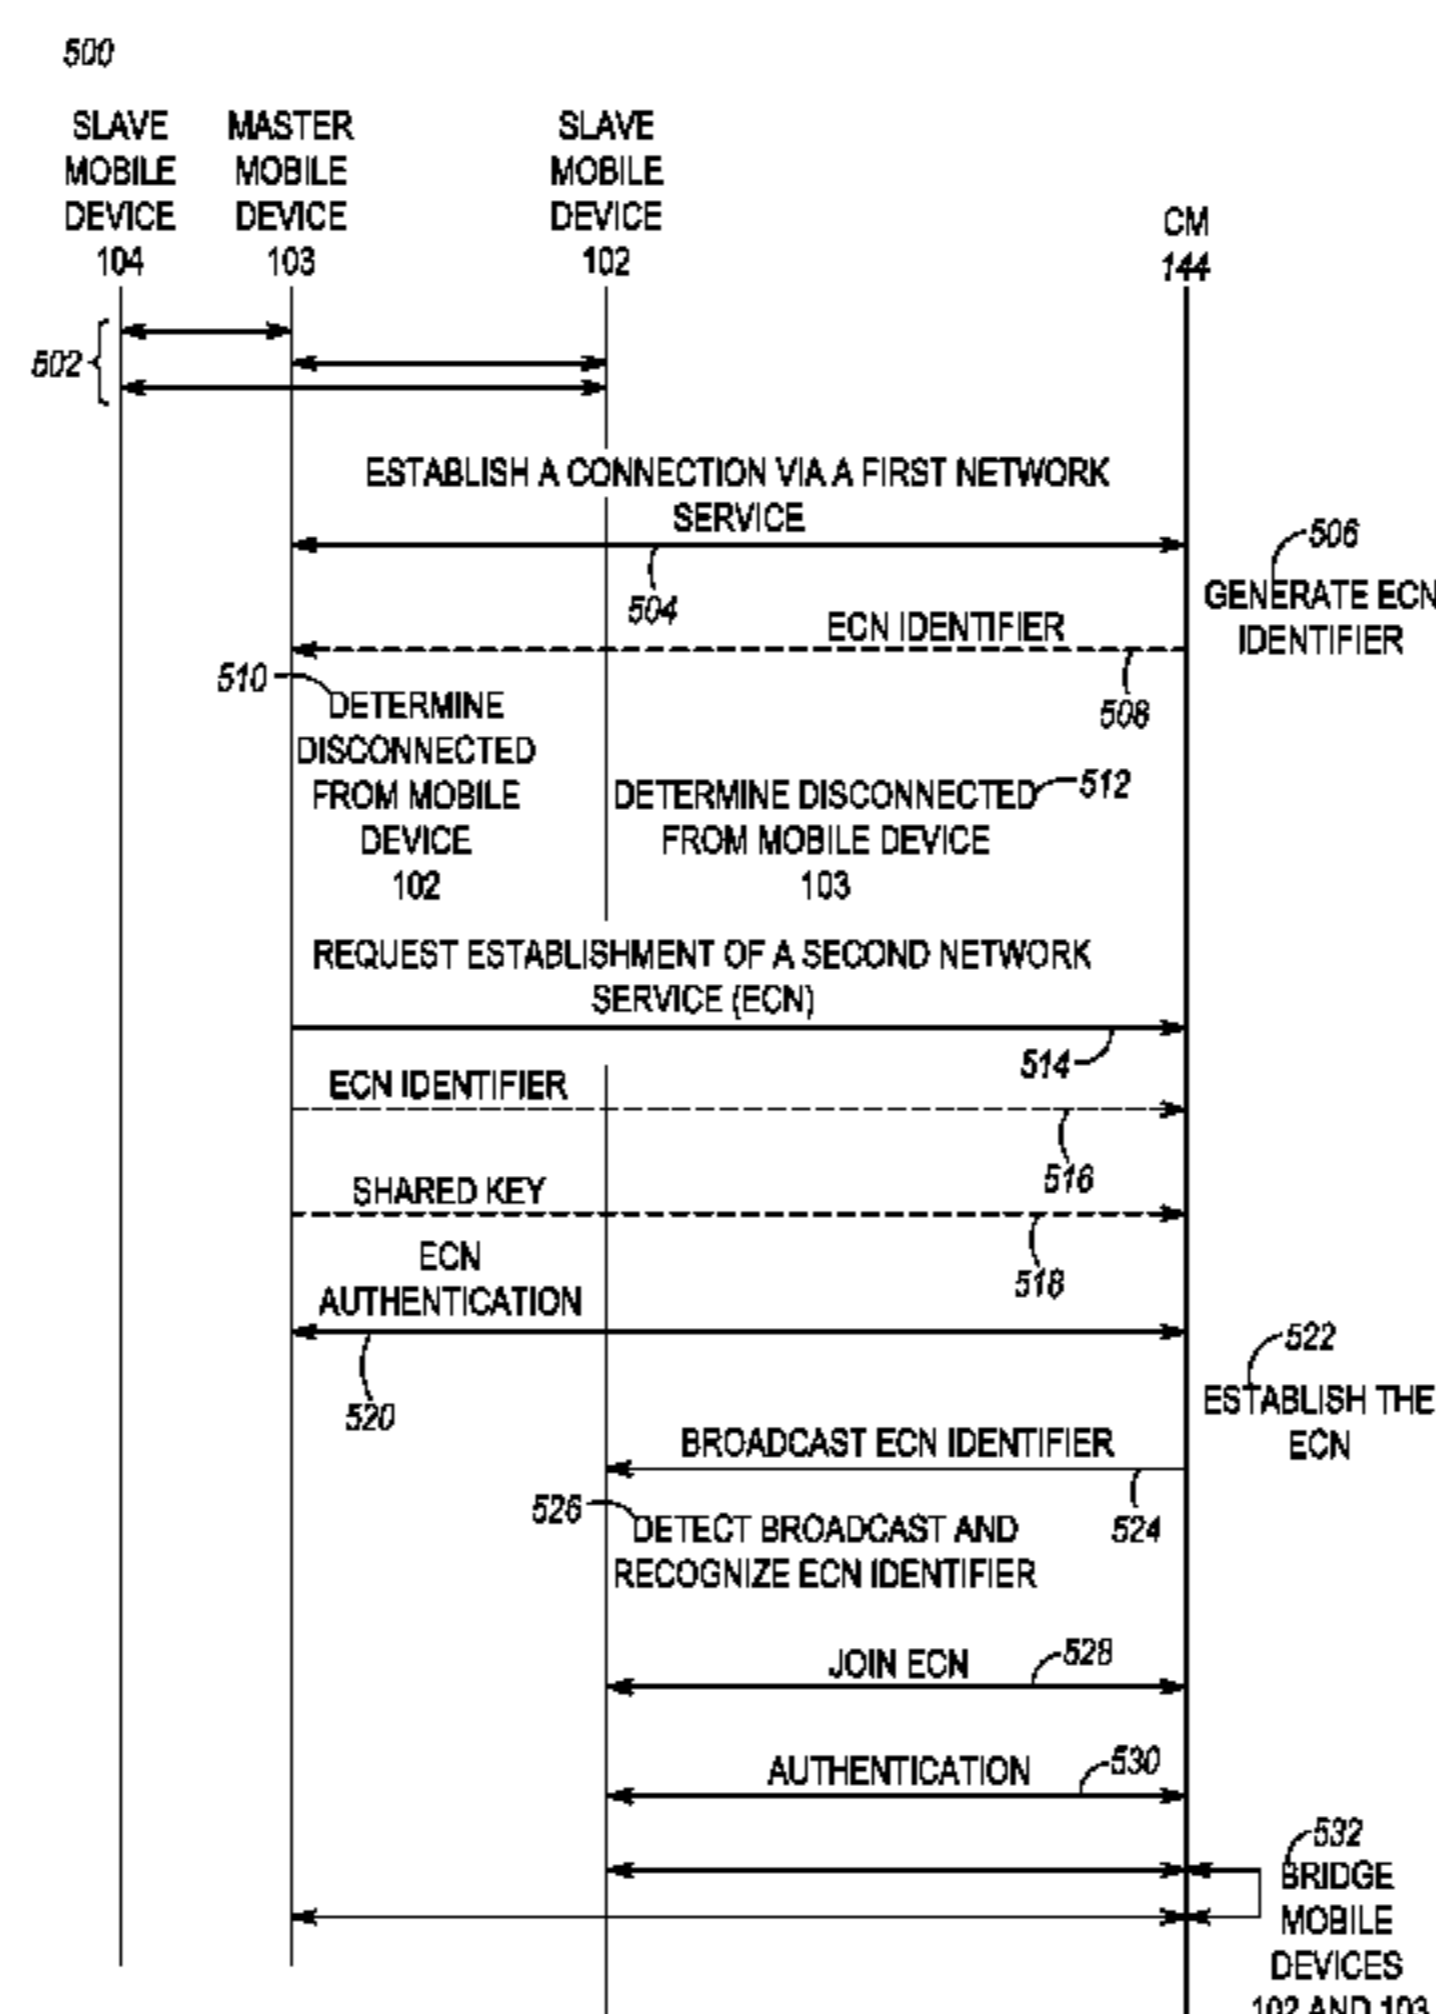 500
SLAVE
MOBILE
DEVICE
104
MASTER
MOBILE
DEVICE
103
SLAVE
MOBILE
DEVICE
102
CM
144
502
ESTABLISH A CONNECTION VIA A FIRST NETWORK
SERVICE
504
506
GENERATE ECN
IDENTIFIER
ECN IDENTIFIER
508
510
DETERMINE
DISCONNECTED
FROM MOBILE
DEVICE
102
DETERMINE DISCONNECTED
FROM MOBILE DEVICE
103
512
REQUEST ESTABLISHMENT OF A SECOND NETWORK
SERVICE (ECN)
514
ECN IDENTIFIER
516
SHARED KEY
518
ECN
AUTHENTICATION
520
522
ESTABLISH THE
ECN
BROADCAST ECN IDENTIFIER
524
526
DETECT BROADCAST AND
RECOGNIZE ECN IDENTIFIER
JOIN ECN
528
AUTHENTICATION
530
532
BRIDGE
MOBILE
DEVICES
102 AND 103